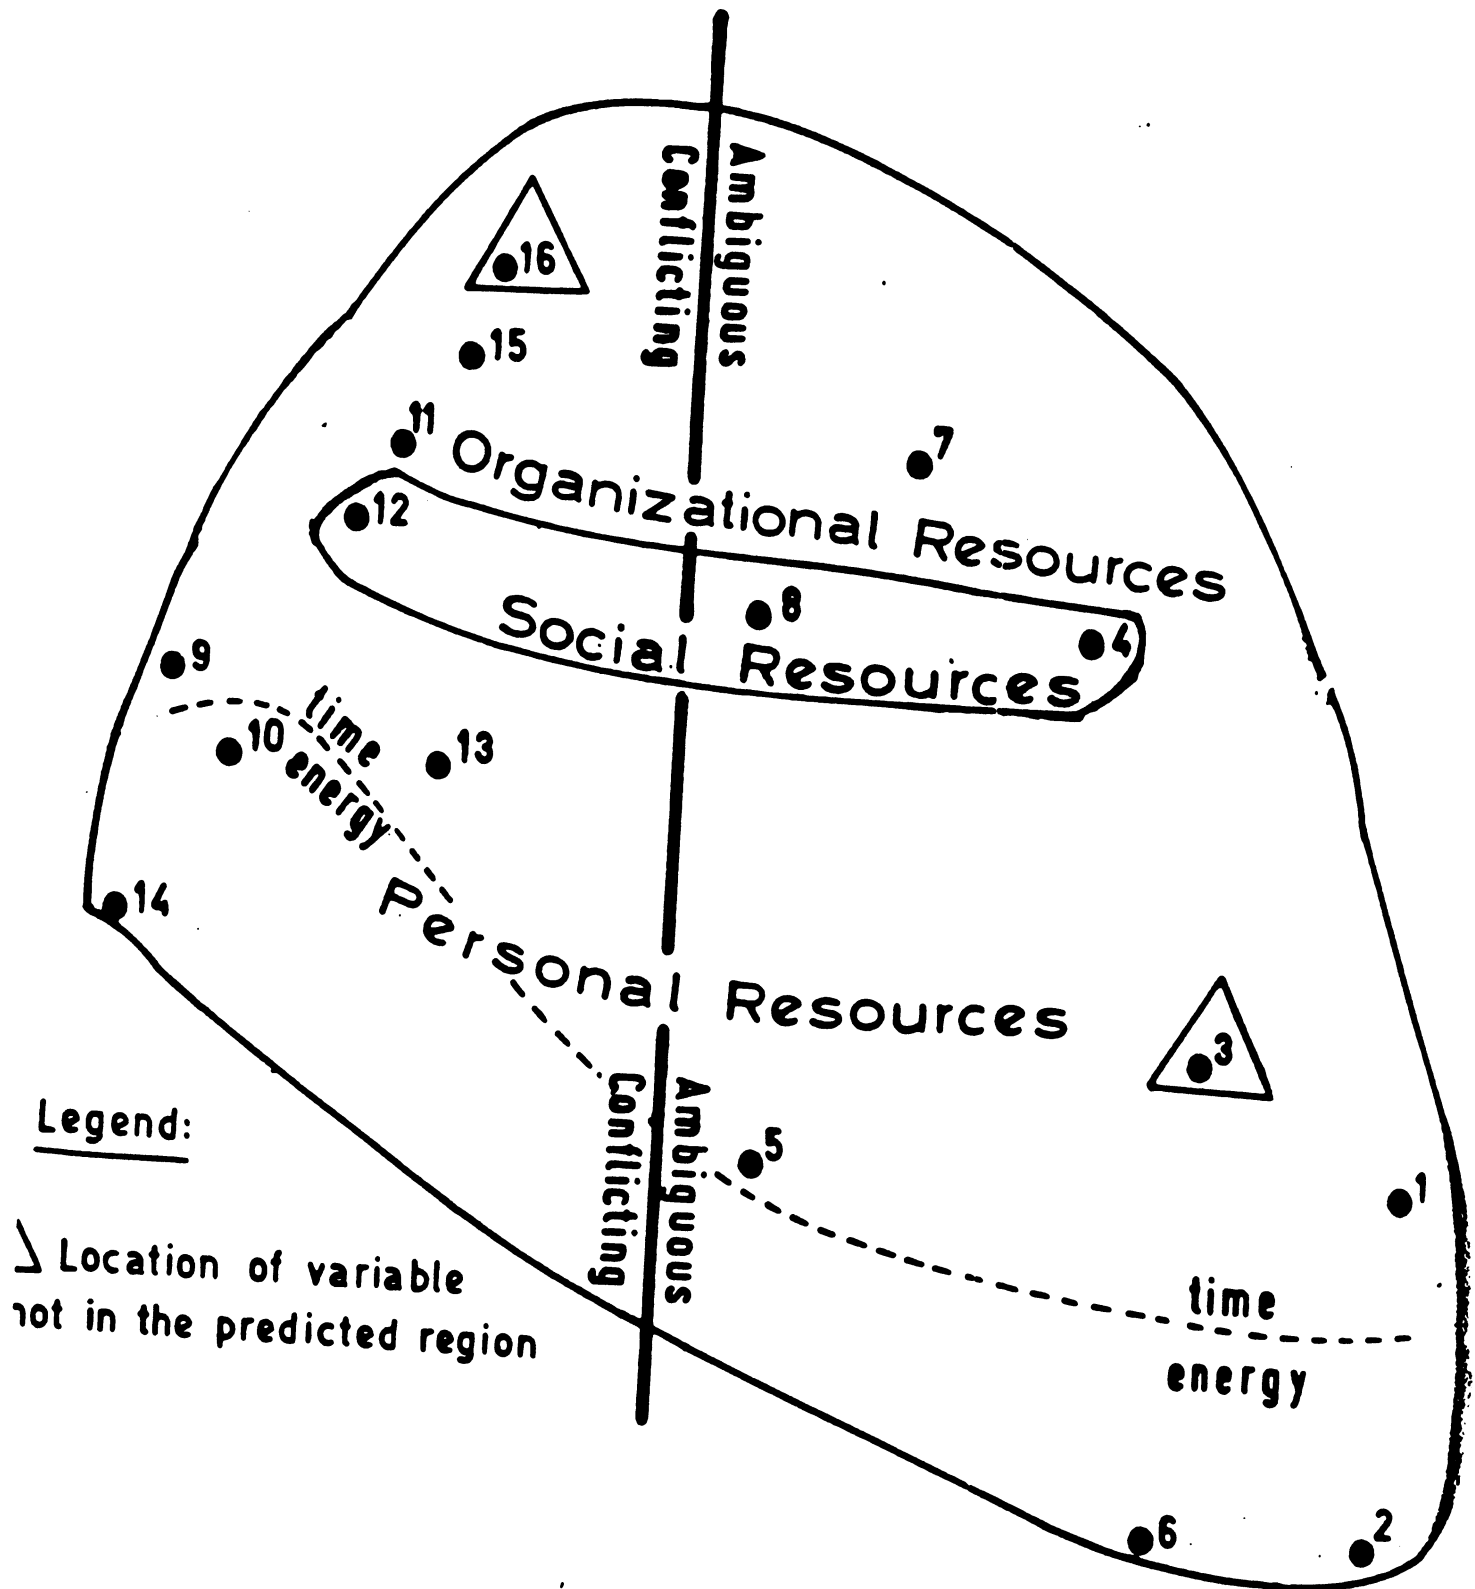 Ambiguous
Conflicting
16
15
11
7
Organizational Resources
12
8
4
Social Resources
9
time
energy
10
13
14
Personal Resources
3
Ambiguous
Conflicting
5
1
time
energy
6
2
Legend:
Location of variable
not in the predicted region